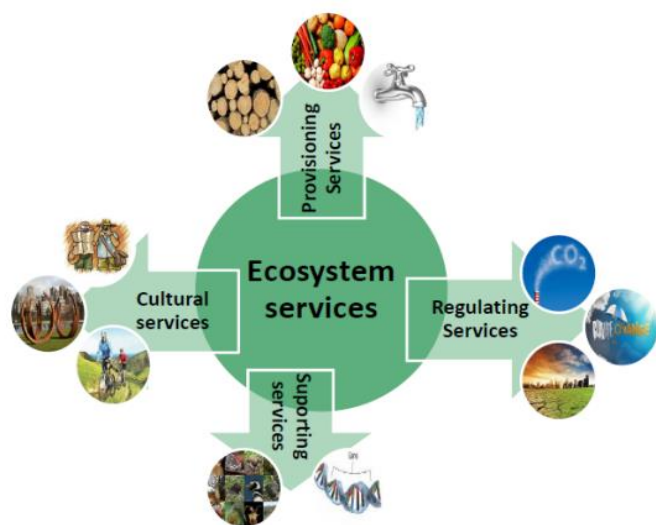 Provisioning
Services
Ecosystem
services
Cultural
services
Regulating
Services
CO2
Suporting
services